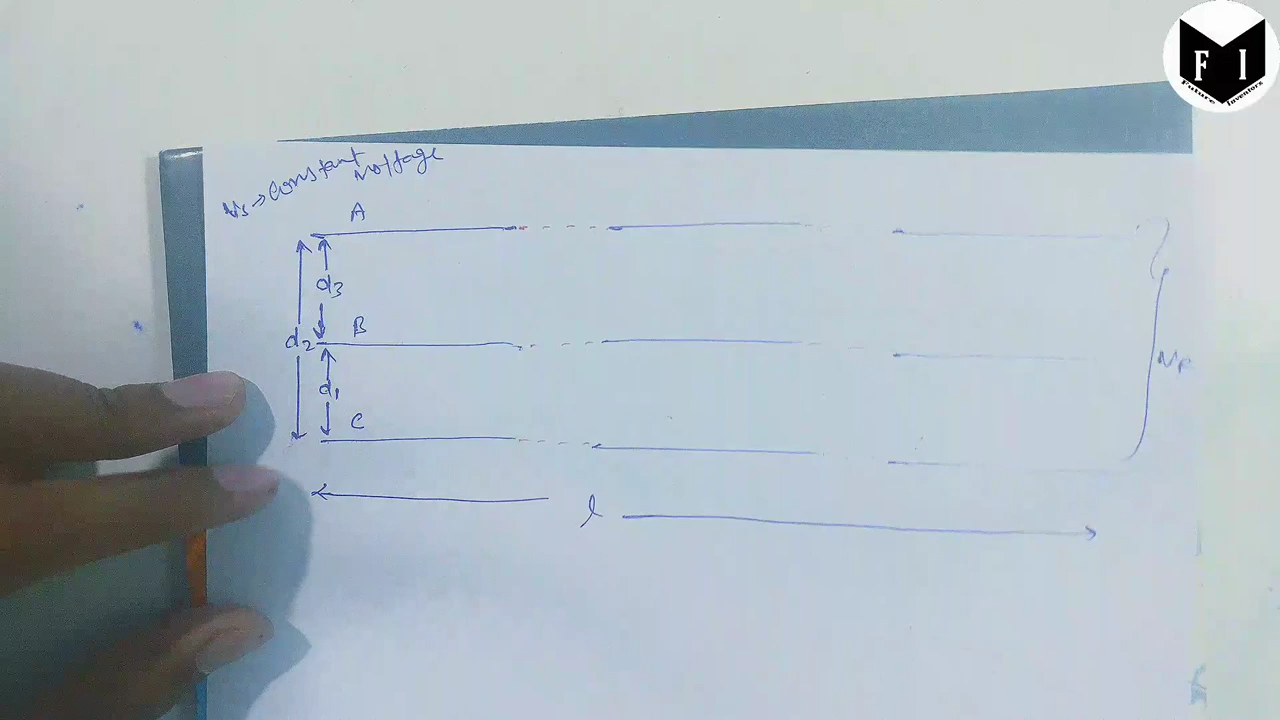 Vs → Constant
Voltage
A
d3
B
d2
d1
C
VR
l
F I
Future Inventors